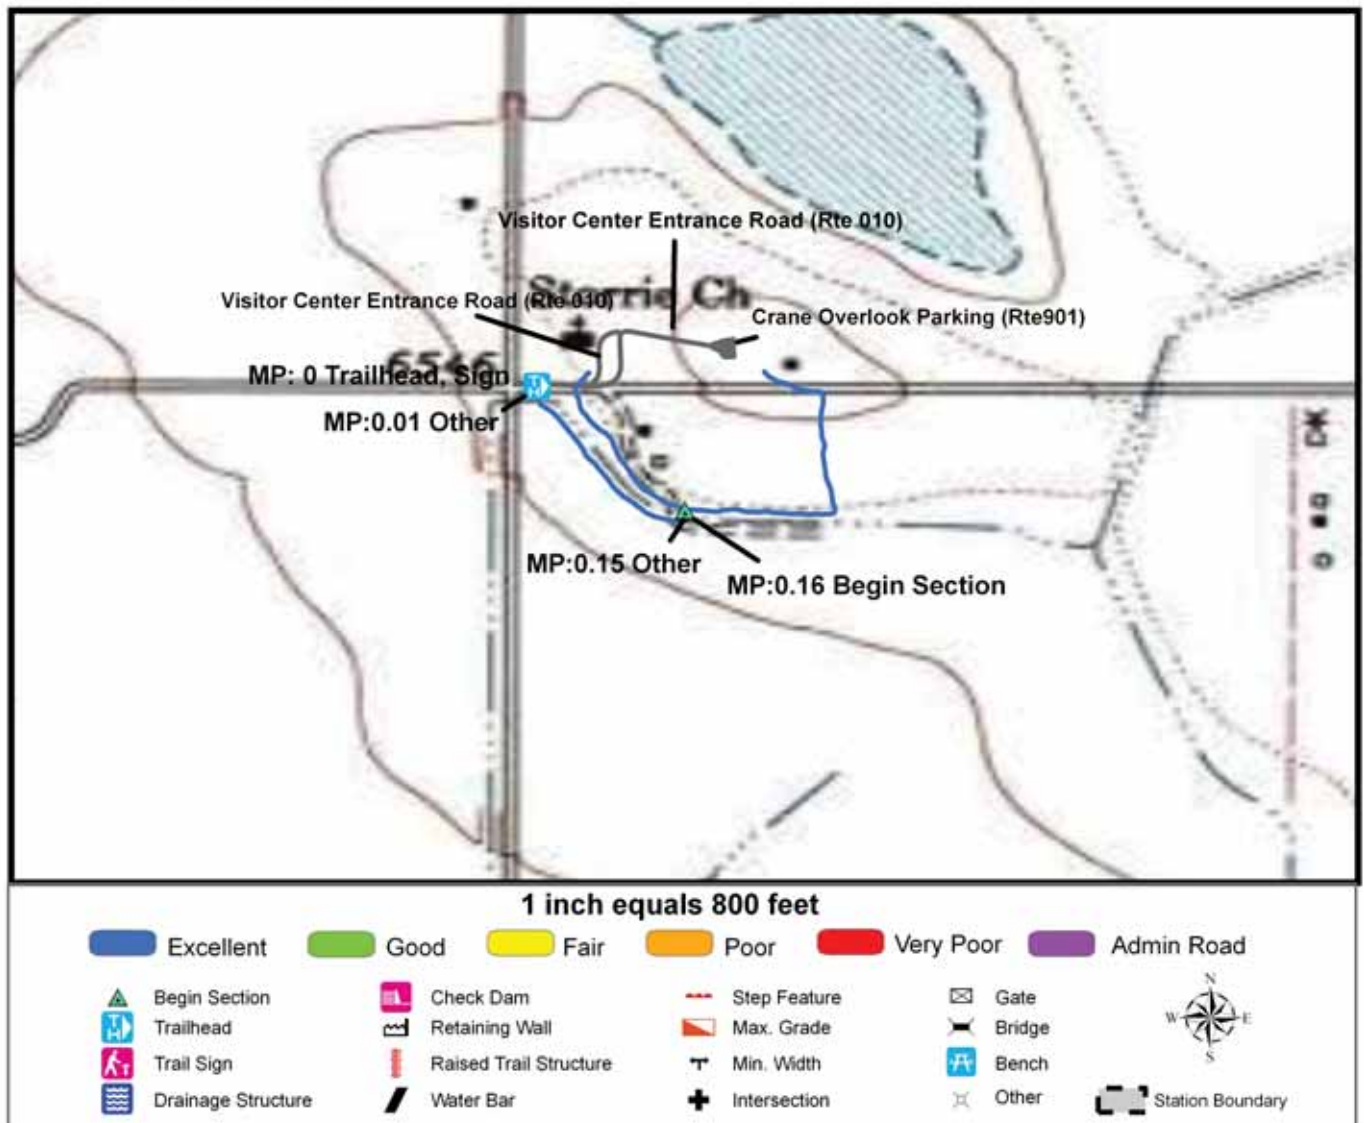 Visitor Center Entrance Road (Rte 010)
Storrie Ch
Visitor Center Entrance Road (Rte 010)
Crane Overlook Parking (Rte901)
6546
MP: 0 Trailhead, Sign
MP:0.01 Other
MP:0.15 Other
MP:0.16 Begin Section
1 inch equals 800 feet
Excellent Good Fair Poor Very Poor Admin Road
Begin Section Check Dam Step Feature Gate
Trailhead Retaining Wall Max. Grade Bridge
Trail Sign Raised Trail Structure Min. Width Bench
Drainage Structure Water Bar Intersection Other Station Boundary
N
W E
S